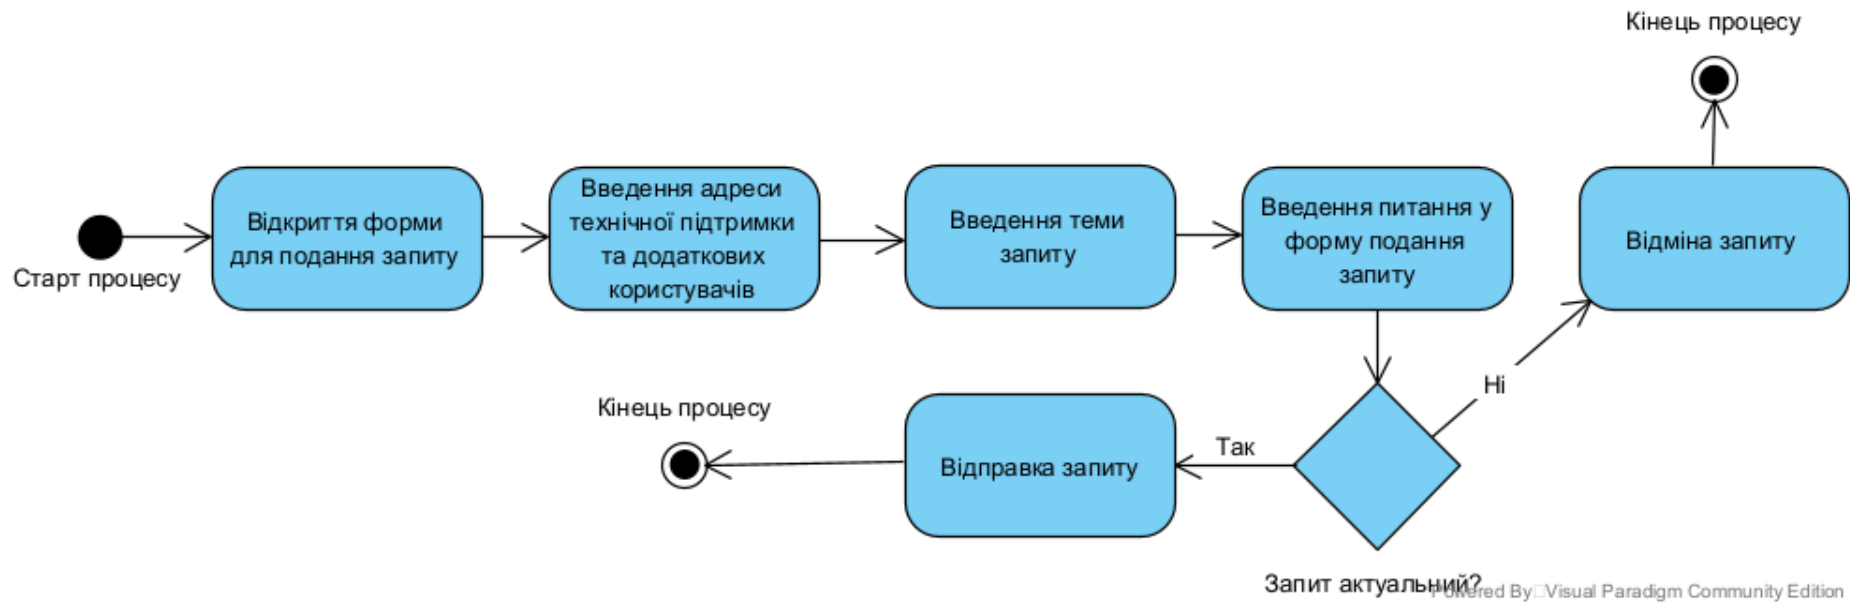 Кінець процесу
Старт процесу
Відкриття форми
для подання запиту
Введення адреси
технічної підтримки
та додаткових
користувачів
Введення теми
запиту
Введення питання у
форму подання
запиту
Відміна запиту
Ні
Так
Відправка запиту
Кінець процесу
Запит актуальний?
Powered By Visual Paradigm Community Edition